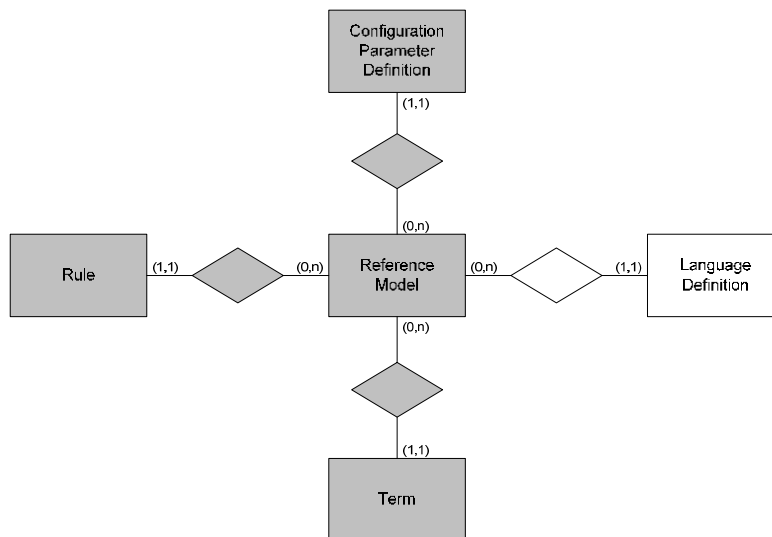 Configuration
Parameter
Definition
(1,1)
(0,n)
Rule
(1,1)
(0,n)
Reference
Model
(0,n)
(1,1)
Language
Definition
(0,n)
(1,1)
Term